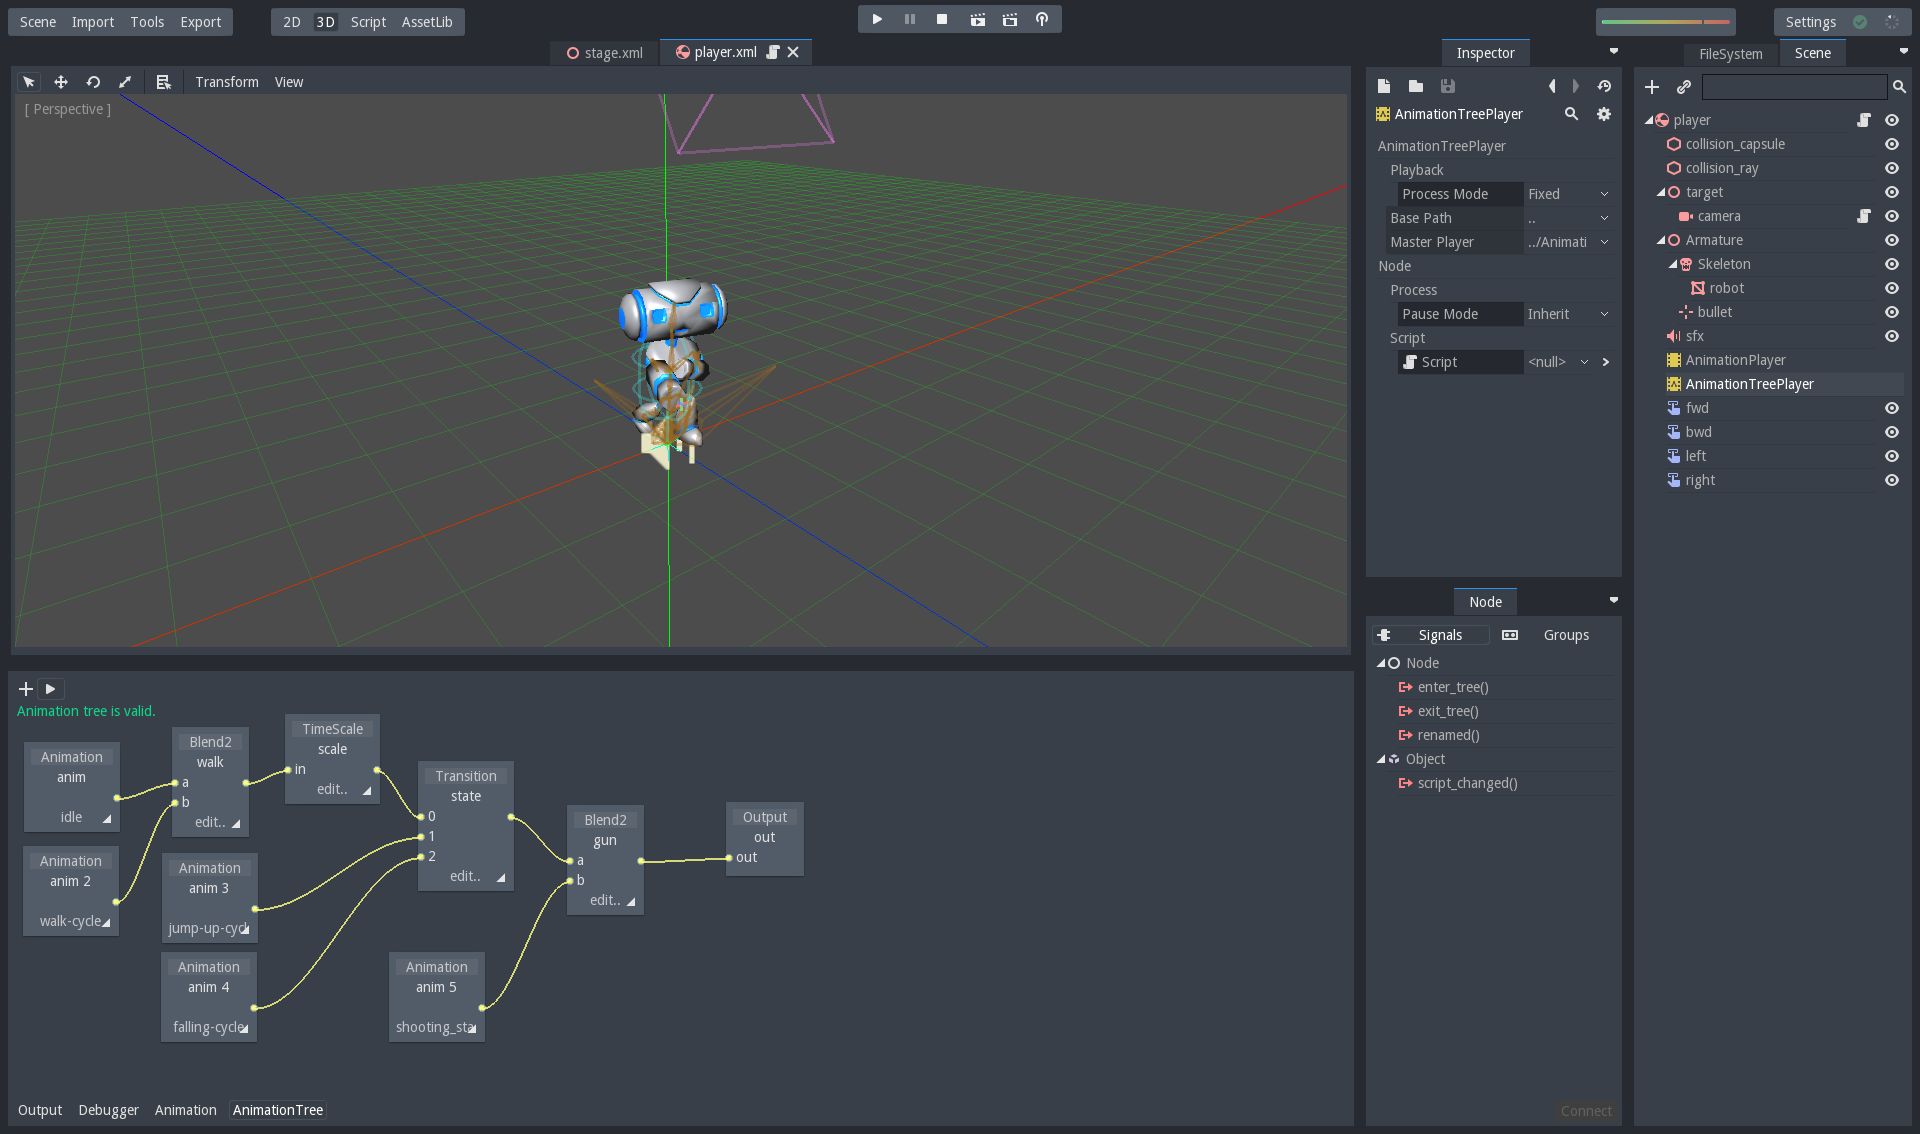 Scene Import Tools Export
2D 3D Script AssetLib
Settings
stage.xml
player.xml
Transform View
[ Perspective ]
Inspector
AnimationTreePlayer
AnimationTreePlayer
Playback
Process Mode Fixed
Base Path ..
Master Player ../Animati
Node
Process
Pause Mode Inherit
Script
Script <null>
FileSystem Scene
player
collision_capsule
collision_ray
target
camera
Armature
Skeleton
robot
bullet
sfx
AnimationPlayer
AnimationTreePlayer
fwd
bwd
left
right
Node
Signals Groups
Node
enter_tree()
exit_tree()
renamed()
Object
script_changed()
Connect
Animation tree is valid.
Animation
anim
idle
Animation
anim 2
walk-cycle
Blend2
walk
a
b
edit..
Animation
anim 3
jump-up-cycl
Animation
anim 4
falling-cycle
TimeScale
scale
in
edit..
Transition
state
0
1
2
edit..
Animation
anim 5
shooting_sta
Blend2
gun
a
b
edit..
Output
out
out
Output Debugger Animation AnimationTree